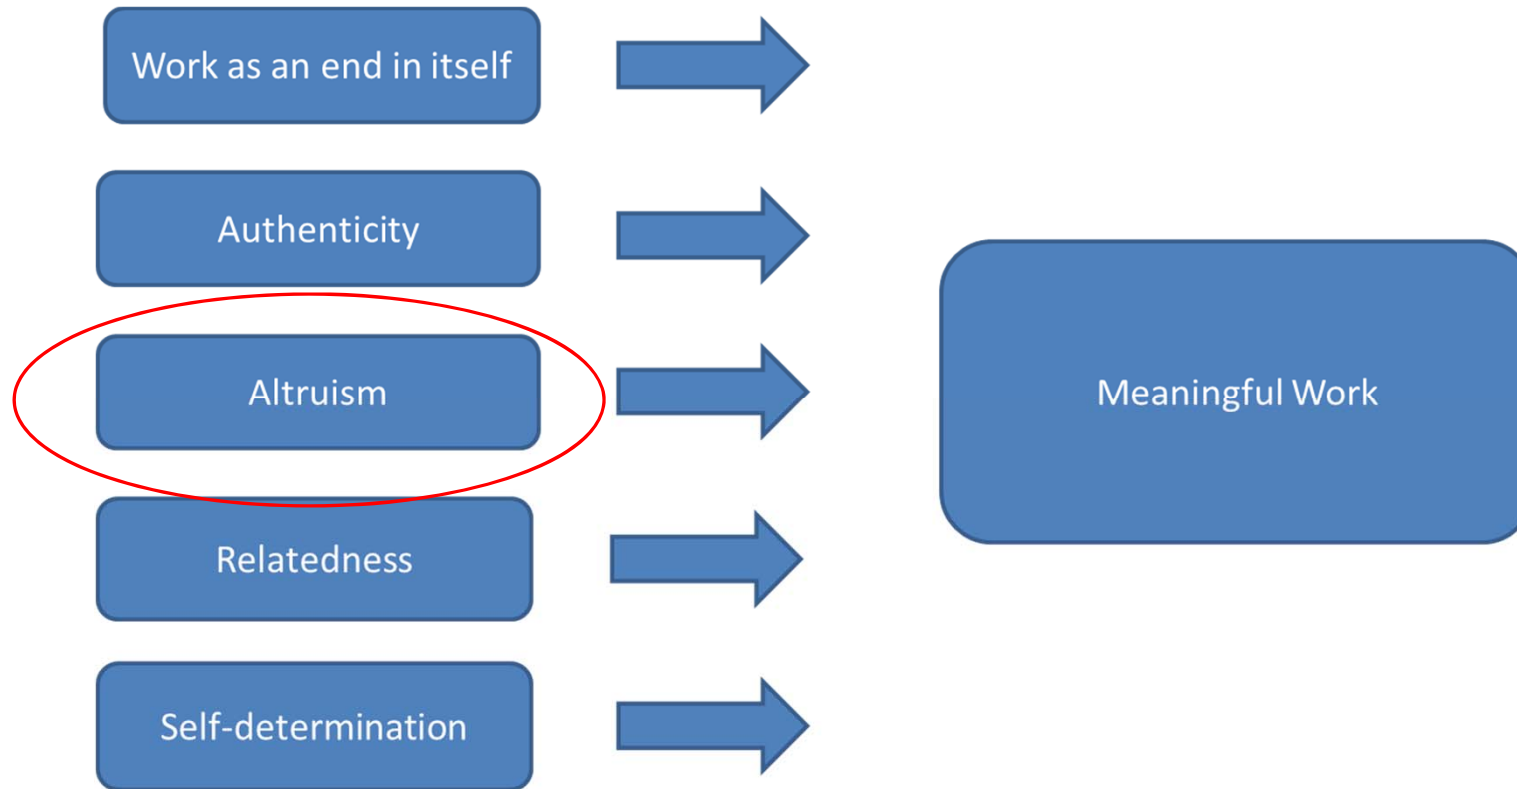 Work as an end in itself
Authenticity
Altruism
Meaningful Work
Relatedness
Self-determination